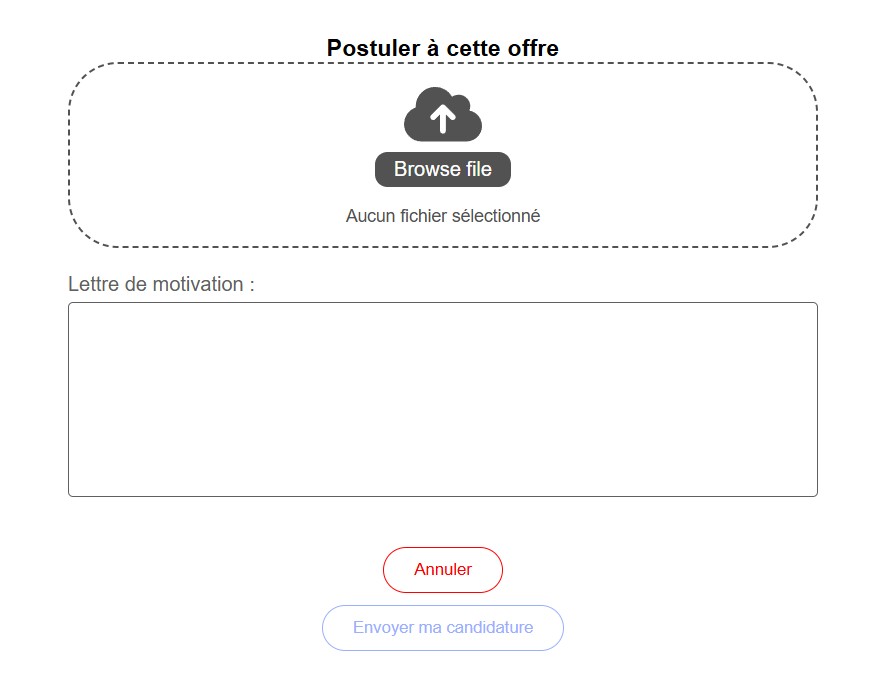 Postuler à cette offre
Browse file
Aucun fichier sélectionné
Lettre de motivation :
Annuler
Envoyer ma candidature